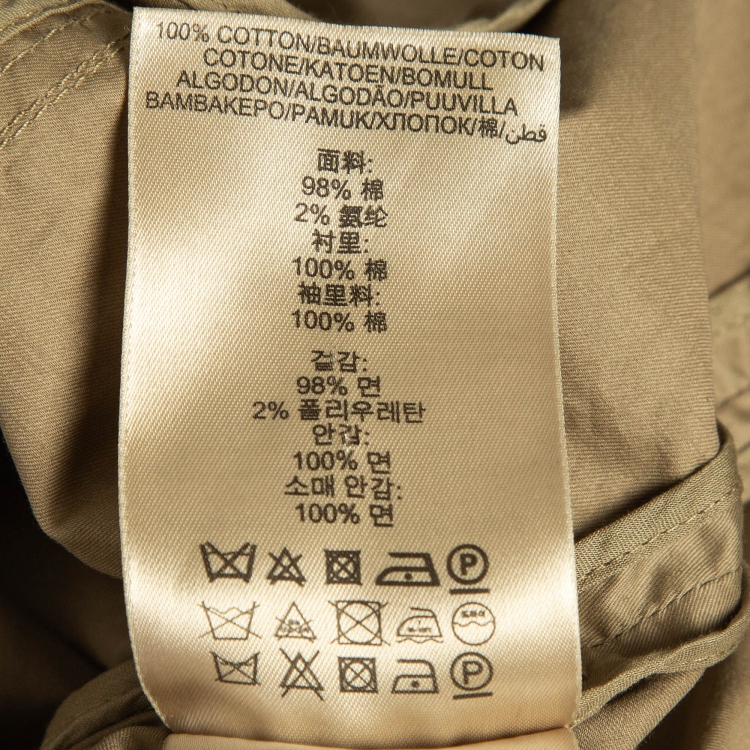 100% COTTON/BAUMWOLLE/COTON
COTONE/KATOEN/BOMULL
ALGODON/ALGODÃO/PUUVILLA
BAMBAKEPO/PAMUK/ХЛОПОК/棉/قطن
面料:
98% 棉
2% 氨纶
衬里:
100% 棉
袖里料:
100% 棉
겉감:
98% 면
2% 폴리우레탄
안감:
100% 면
소매 안감:
100% 면
P
P